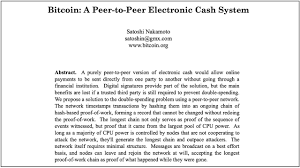 Bitcoin: A Peer-to-Peer Electronic Cash System
Satoshi Nakamoto
satoshin@gmx.com
www.bitcoin.org
Abstract. A purely peer-to-peer version of electronic cash would allow online
payments to be sent directly from one party to another without going through a
financial institution. Digital signatures provide part of the solution, but the main
benefits are lost if a trusted third party is still required to prevent double-spending.
We propose a solution to the double-spending problem using a peer-to-peer network.
The network timestamps transactions by hashing them into an ongoing chain of
hash-based proof-of-work, forming a record that cannot be changed without redoing
the proof-of-work. The longest chain not only serves as proof of the sequence of
events witnessed, but proof that it came from the largest pool of CPU power. As
long as a majority of CPU power is controlled by nodes that are not cooperating to
attack the network, they'll generate the longest chain and outpace attackers. The
network itself requires minimal structure. Messages are broadcast on a best effort
basis, and nodes can leave and rejoin the network at will, accepting the longest
proof-of-work chain as proof of what happened while they were gone.